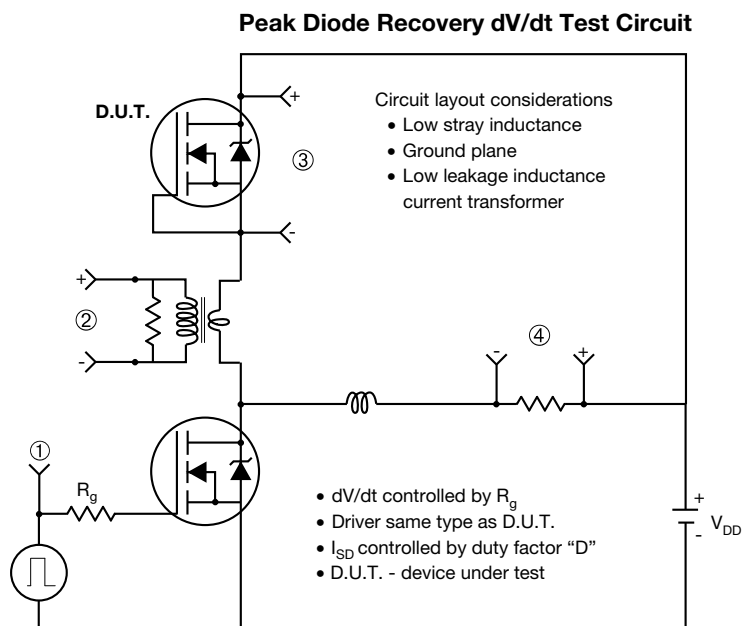 Peak Diode Recovery dV/dt Test Circuit
D.U.T.
+
Circuit layout considerations
• Low stray inductance
• Ground plane
• Low leakage inductance
current transformer
③
-
+
②
-
④
-
+
①
Rg
• dV/dt controlled by Rg
• Driver same type as D.U.T.
• ISD controlled by duty factor “D”
• D.U.T. - device under test
+
-
VDD